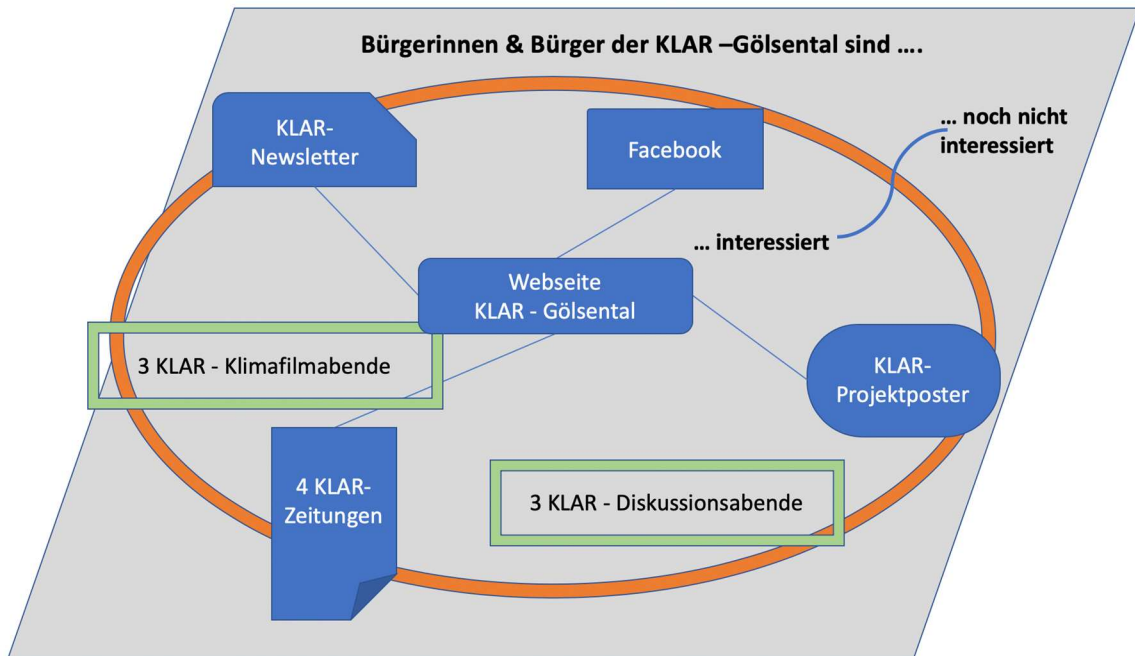 Bürgerinnen & Bürger der KLAR –Gölsental sind ….
KLAR-
Newsletter
Facebook
… noch nicht
interessiert
… interessiert
Webseite
KLAR - Gölsental
3 KLAR - Klimafilmabende
KLAR-
Projektposter
4 KLAR-
Zeitungen
3 KLAR - Diskussionsabende